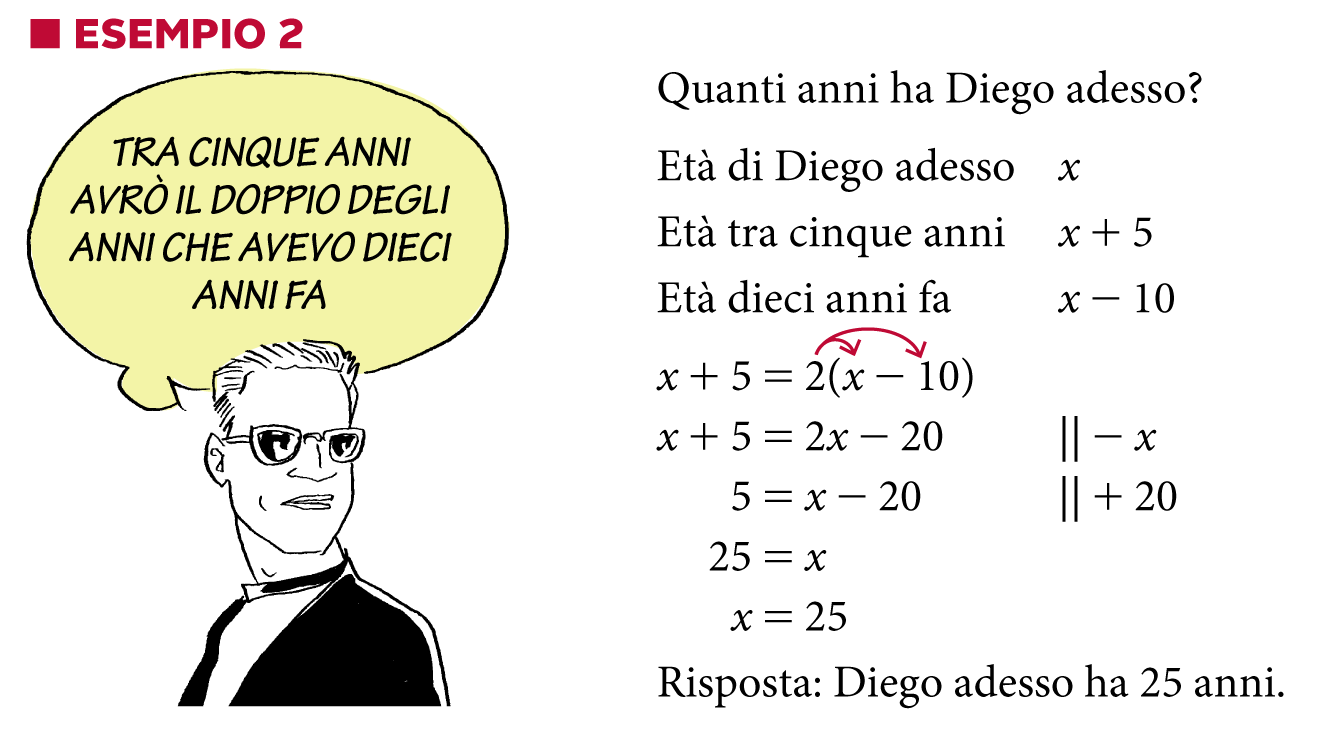 ESEMPIO 2
TRA CINQUE ANNI
AVRÒ IL DOPPIO DEGLI
ANNI CHE AVEVO DIECI
ANNI FA
Quanti anni ha Diego adesso?
Età di Diego adesso x
Età tra cinque anni x + 5
Età dieci anni fa x − 10
x + 5 = 2(x − 10)
x + 5 = 2x − 20 || − x
5 = x − 20 || + 20
25 = x
x = 25
Risposta: Diego adesso ha 25 anni.